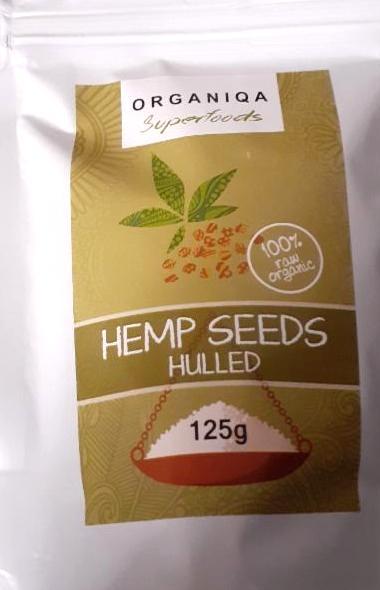 ORGANIQA
Superfoods
100%
raw
organic
HEMP SEEDS
HULLED
125g